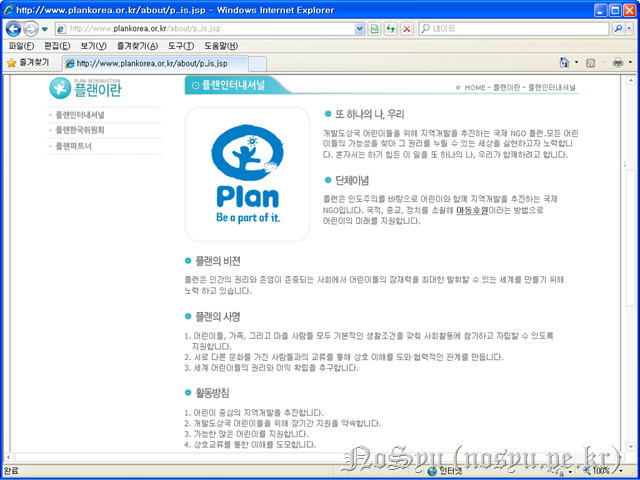 http://www.plankorea.or.kr/about/p_is.jsp - Windows Internet Explorer
http://www.plankorea.or.kr/about/p_is.jsp
네이트
파일(F) 편집(E) 보기(V) 즐겨찾기(A) 도구(T) 도움말(H)
즐겨찾기
http://www.plankorea.or.kr/about/p_is.jsp
PLAN INTRODUCTION
플랜이란
플랜인터내셔널
플랜한국위원회
플랜파트너
플랜인터내셔널
HOME - 플랜이란 - 플랜인터내셔널
Plan
Be a part of it.
또 하나의 나, 우리
개발도상국 어린이들을 위해 지역개발을 추진하는 국제 NGO 플랜.모든 어린
이들의 가능성을 찾아 그 권리를 누릴 수 있는 세상을 실현하고자 노력합니
다. 혼자서는 하기 힘든 이 일을 또 하나의 나, 우리가 함께하려고 합니다.
단체이념
플랜은 인도주의를 바탕으로 어린이와 함께 지역개발을 추진하는 국제
NGO입니다. 국적, 종교, 정치를 초월해 아동후원이라는 방법으로
어린이의 미래를 지원합니다.
플랜의 비젼
플랜은 인간의 권리와 존엄이 존중되는 사회에서 어린이들의 잠재력을 최대한 발휘할 수 있는 세계를 만들기 위해
노력 하고 있습니다.
플랜의 사명
1. 어린이들, 가족, 그리고 마을 사람들 모두 기본적인 생활조건을 갖춰 사회활동에 참가하고 자립할 수 있도록
지원합니다.
2. 서로 다른 문화를 가진 사람들과의 교류를 통해 상호 이해를 도와 협력적인 관계를 만듭니다.
3. 세계 어린이들의 권리와 이익 확립을 추구합니다.
활동방침
1. 어린이 중심의 지역개발을 추진합니다.
2. 개발도상국 어린이들을 위해 장기간 지원을 약속합니다.
3. 가능한 많은 어린이를 지원합니다.
4. 상호교류를 통한 이해를 도모합니다.
NoSyu (nosyu.pe.kr)
완료
인터넷
100%